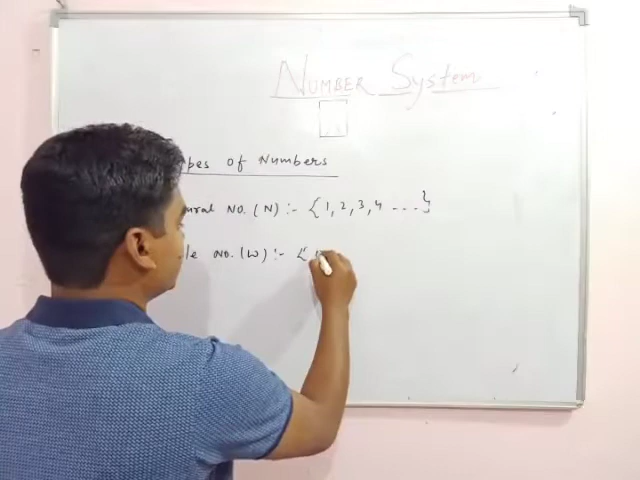 Number System
pes of Numbers
ural No. (N) :- {1, 2, 3, 4 ....}
le No. (W) :- {